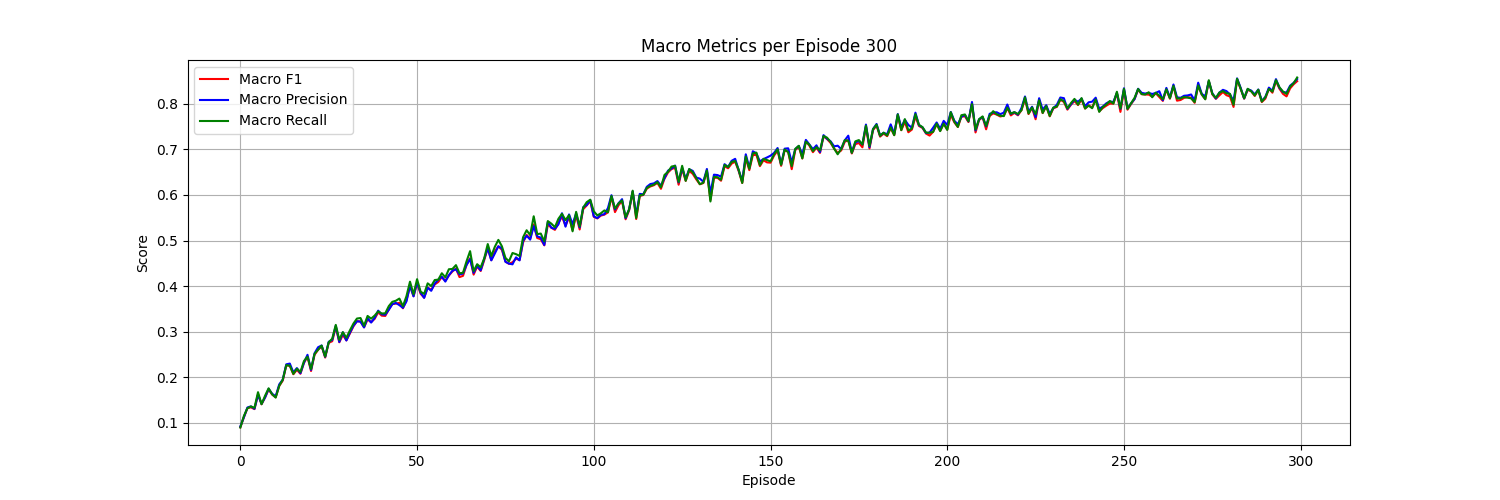 Macro Metrics per Episode 300
Macro F1
Macro Precision
Macro Recall
Score
0.8
0.7
0.6
0.5
0.4
0.3
0.2
0.1
0 50 100 150 200 250 300
Episode